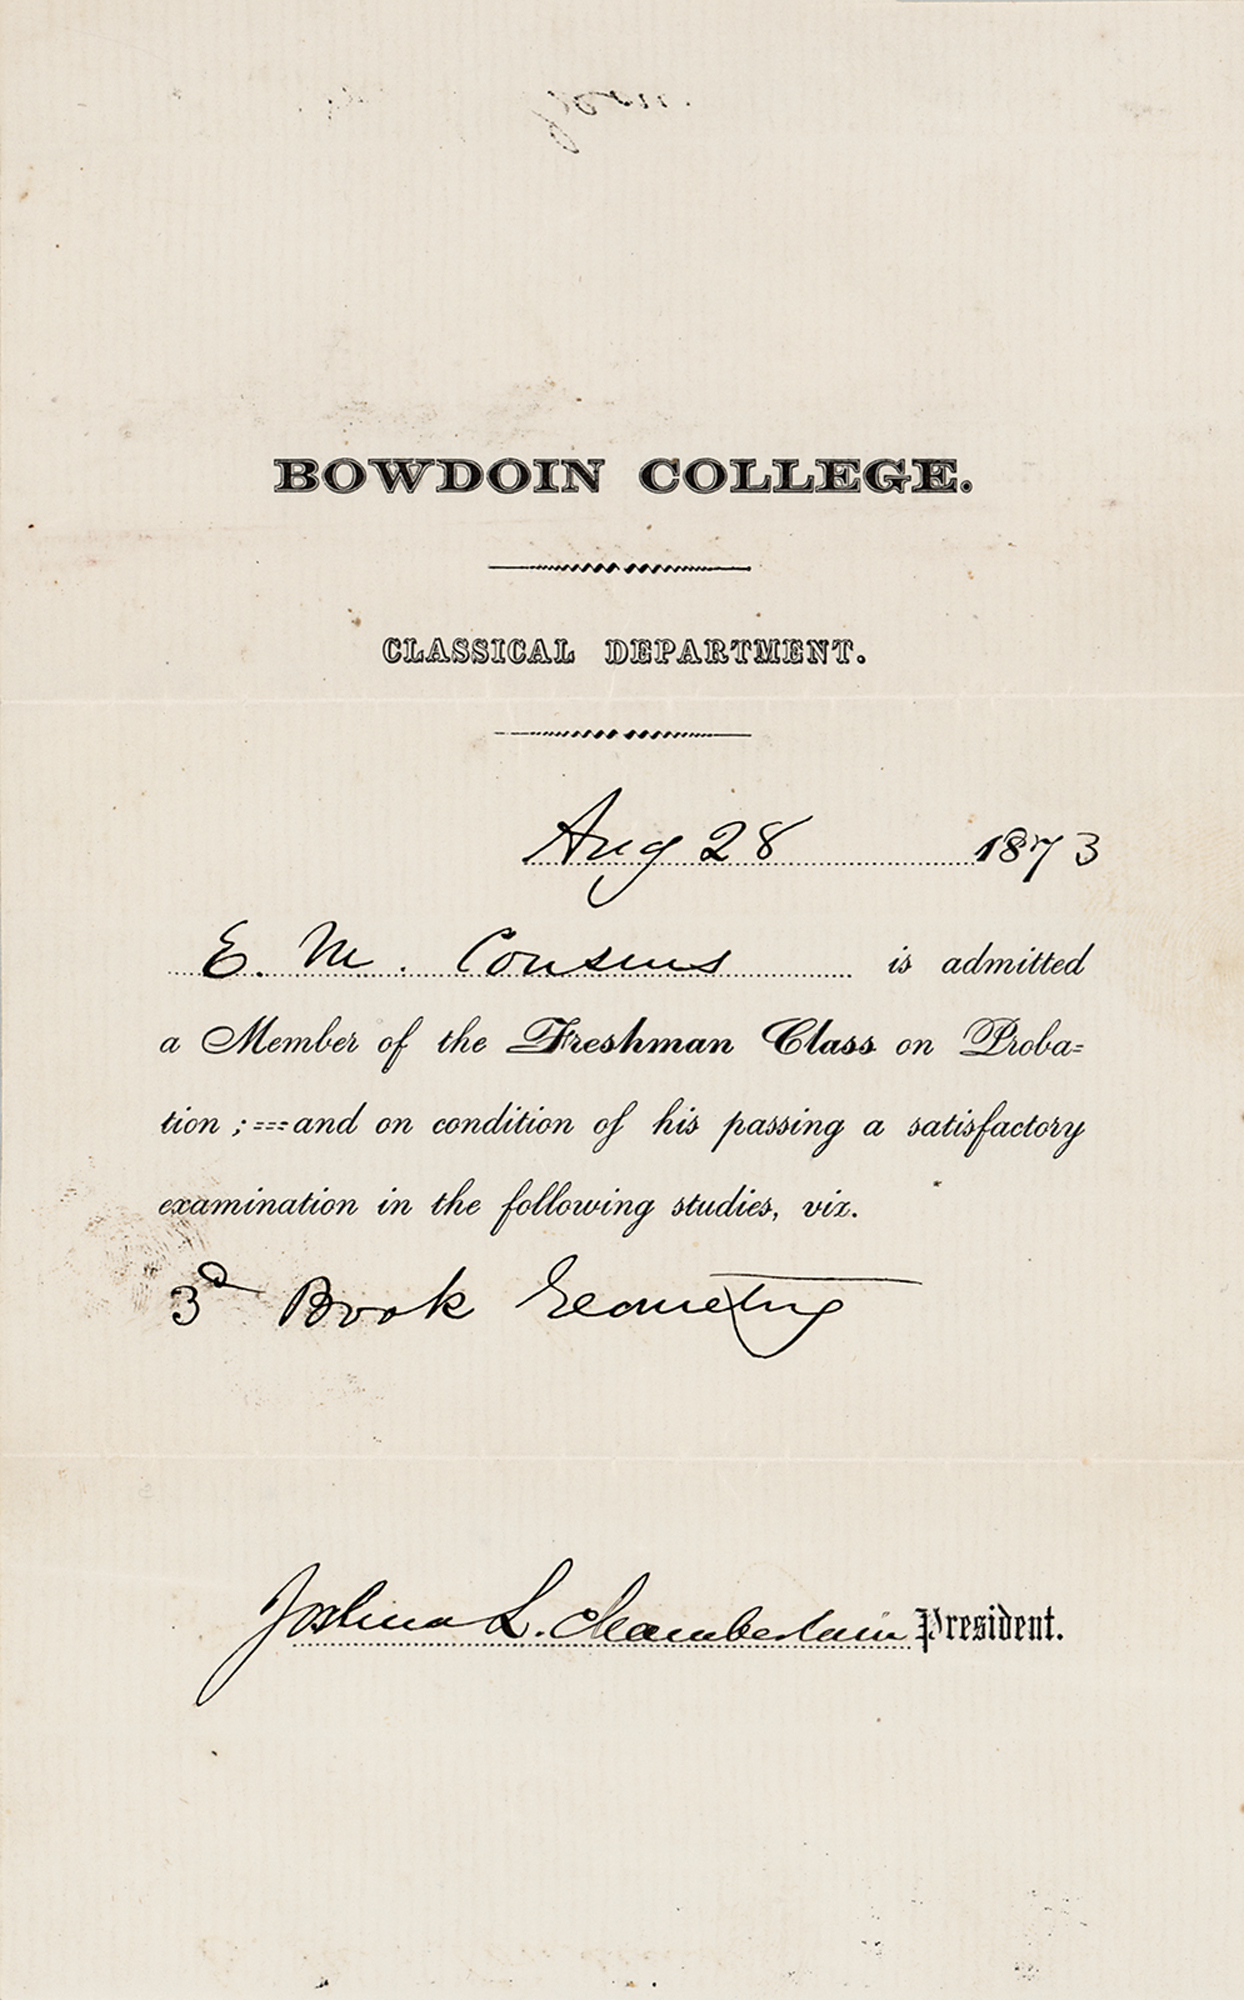 BOWDOIN COLLEGE.
CLASSICAL DEPARTMENT.
Aug 28 1873
E. M. Cousens is admitted
a Member of the Freshman Class on Proba=
tion ;===and on condition of his passing a satisfactory
examination in the following studies, viz.
3d Book Geometry
Joshua L. Chamberlain President.